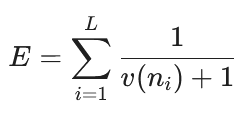 $$E = \sum_{i=1}^{L} \frac{1}{v(n_i) + 1}$$